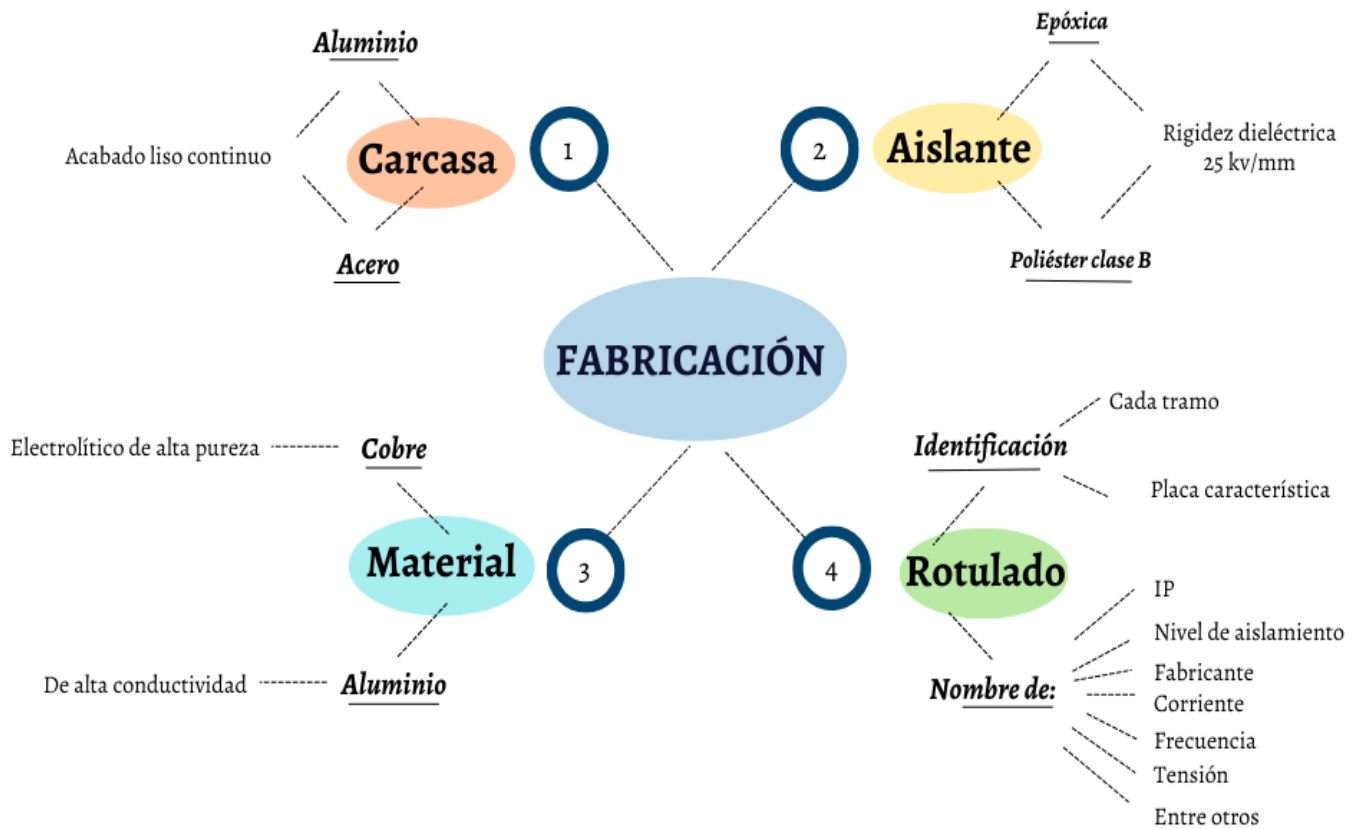 Aluminio
Acabado liso continuo
Carcasa
Acero
1
2
Epóxica
Aislante
Rigidez dieléctrica
25 kv/mm
Poliéster clase B
FABRICACIÓN
Electrolítico de alta pureza
Cobre
Material
3
De alta conductividad
Aluminio
4
Rotulado
Identificación
Cada tramo
Placa característica
Nombre de:
IP
Nivel de aislamiento
Fabricante
Corriente
Frecuencia
Tensión
Entre otros